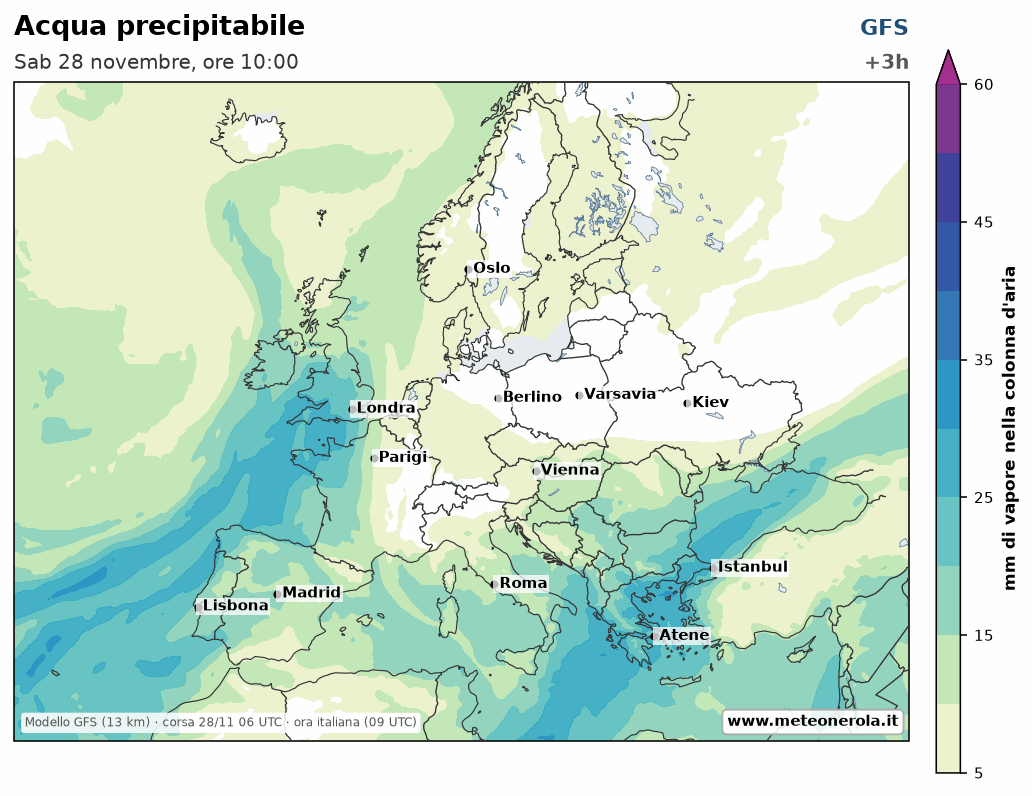 Acqua precipitabile
GFS
Sab 28 novembre, ore 10:00
+3h
60
45
35
25
15
5
mm di vapore nella colonna d'aria
Oslo
Londra
Berlino
Varsavia
Kiev
Parigi
Vienna
Istanbul
Roma
Madrid
Lisbona
Atene
Modello GFS (13 km) · corsa 28/11 06 UTC · ora italiana (09 UTC)
www.meteonerola.it